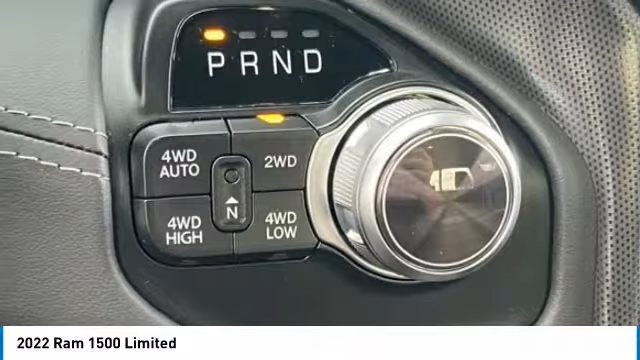 P R N D
4WD AUTO
2WD
N
4WD HIGH
4WD LOW
2022 Ram 1500 Limited